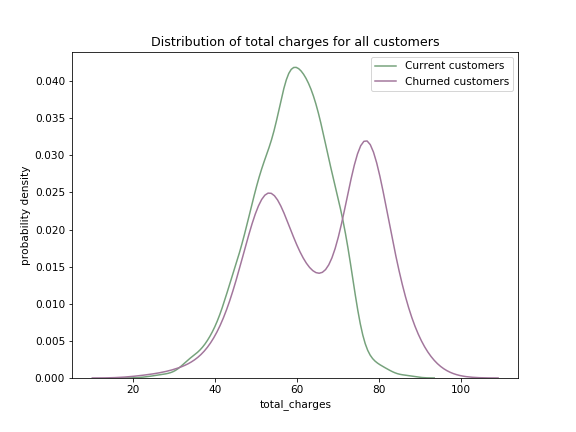 Distribution of total charges for all customers
Current customers
Churned customers
0.040
0.035
0.030
0.025
0.020
0.015
0.010
0.005
0.000
probability density
20 40 60 80 100
total_charges